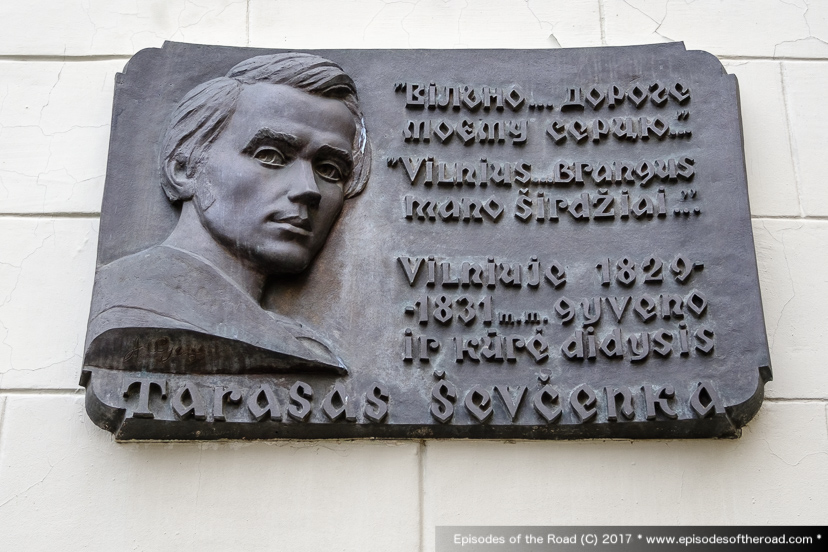 "Вільно... дороге
моєму серцю..."
"Vilnius... brangus
mano širdžiai..."
Vilniuje 1829-
-1831 m.m. gyveno
ir kūrė didysis
Tarasas Ševčenka
Episodes of the Road (C) 2017 * www.episodesoftheroad.com *